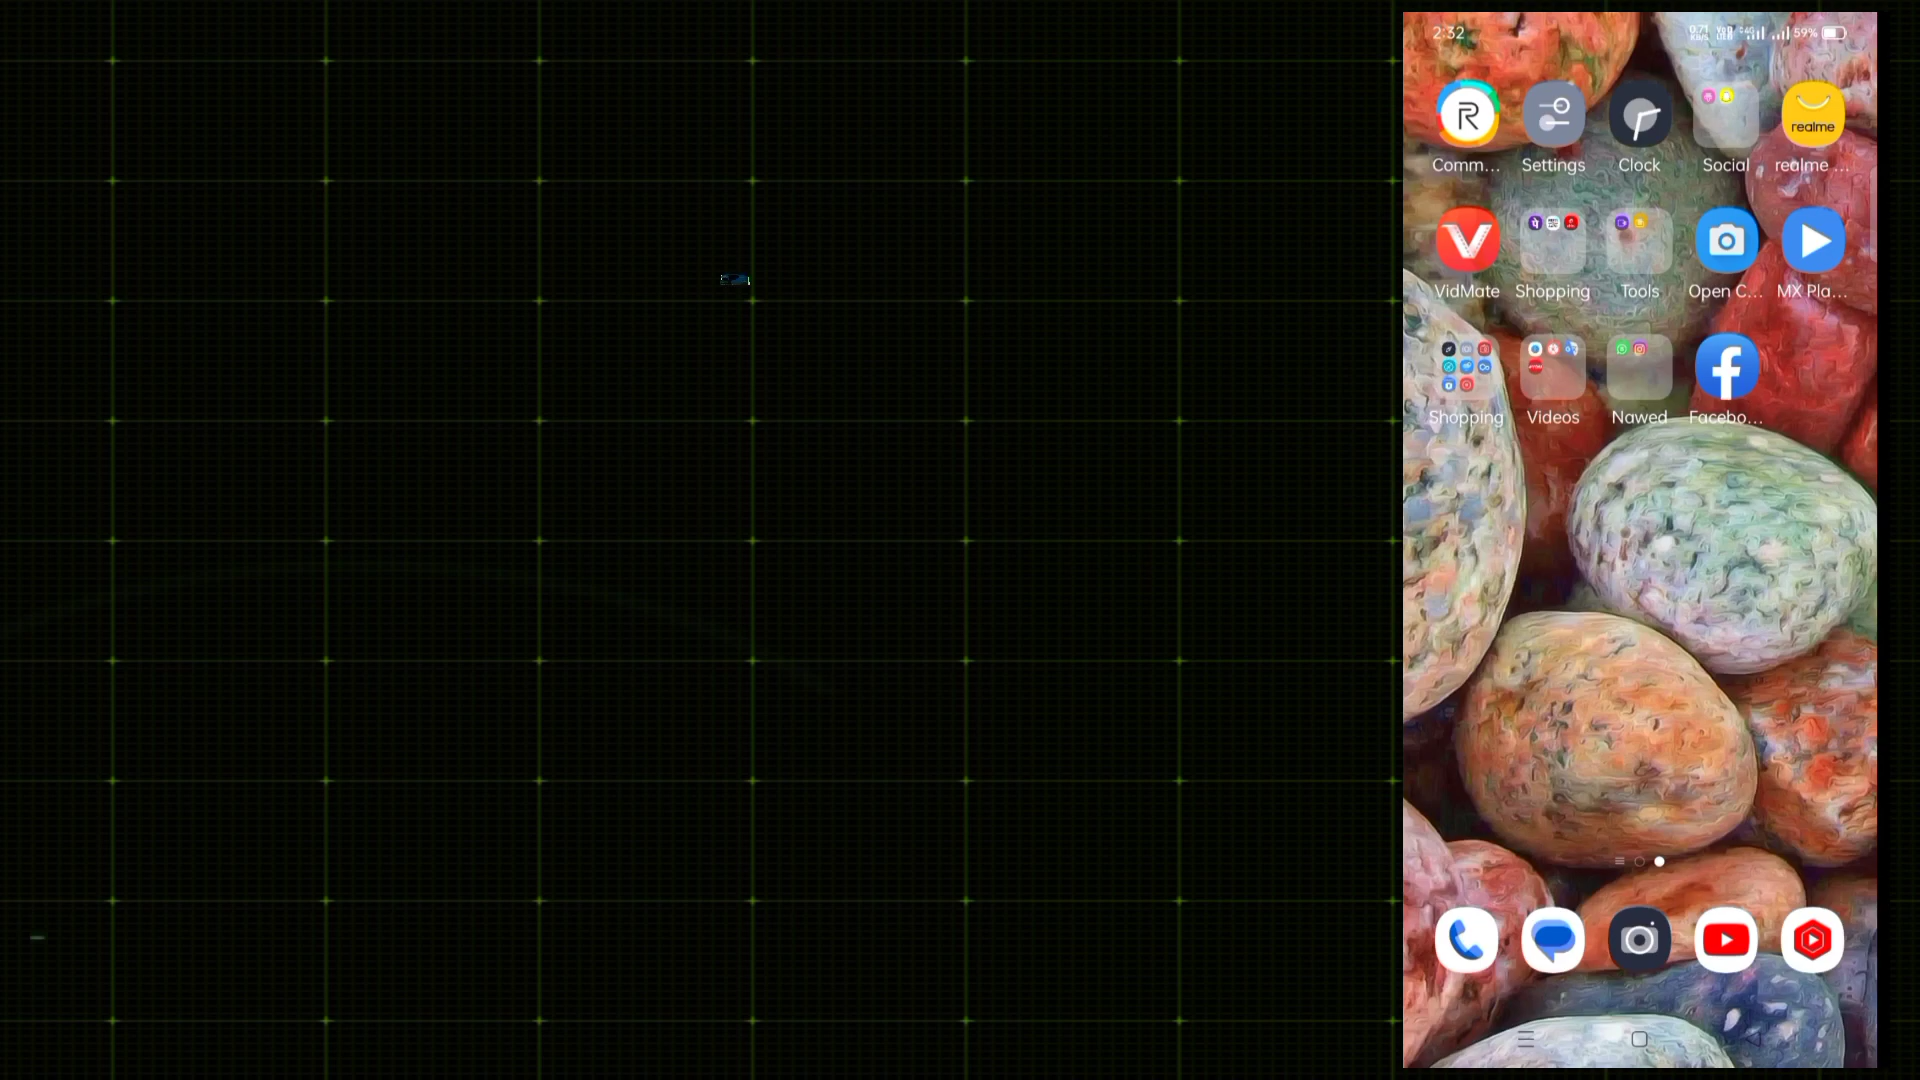 2:32
59%
realme
Comm... Settings Clock Social realme ...
VidMate Shopping Tools Open C... MX Pla...
Shopping Videos Nawed Facebo...